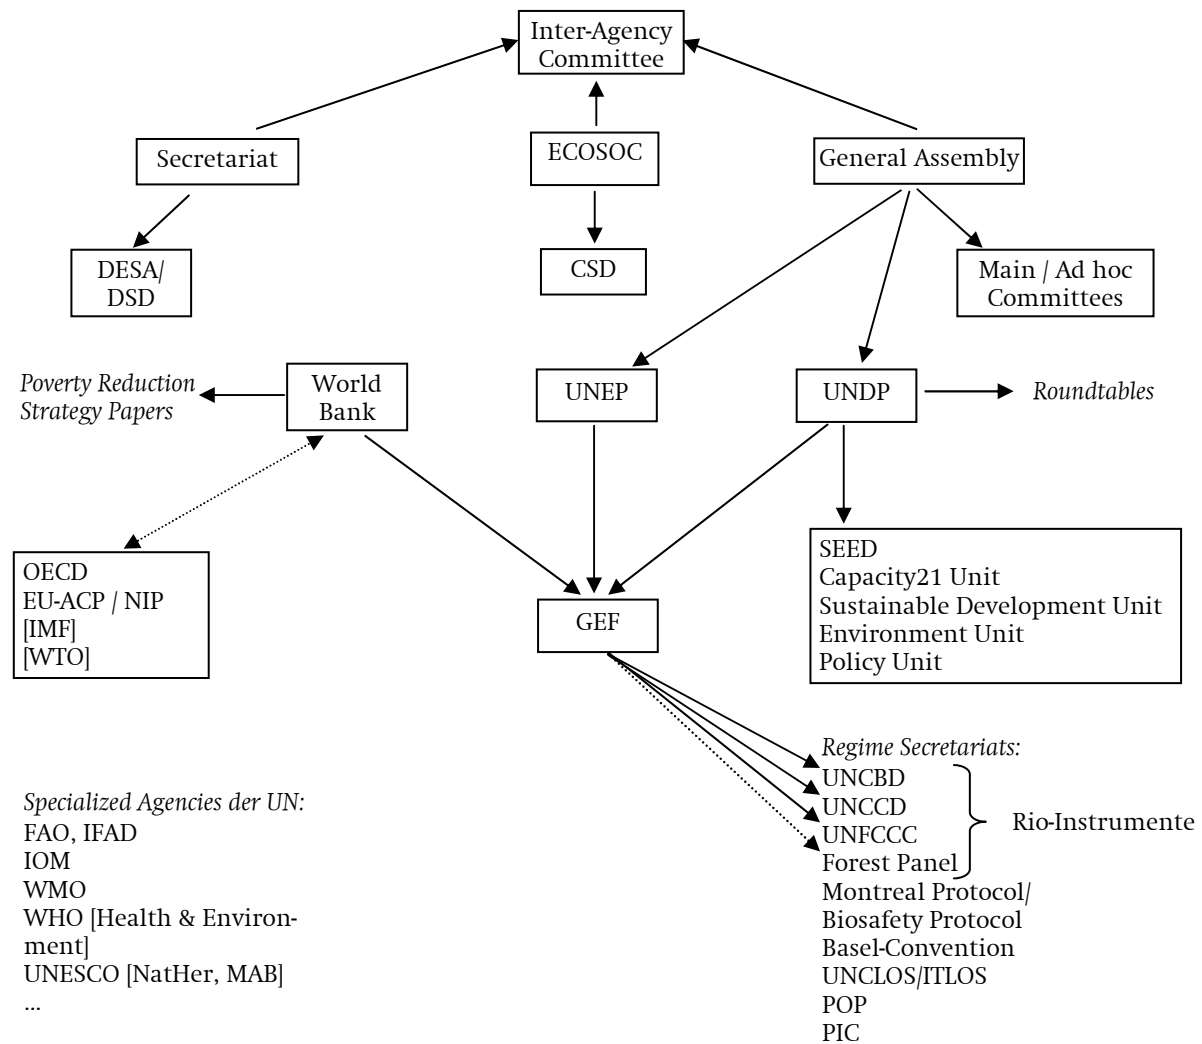 Inter-Agency
Committee
Secretariat
ECOSOC
General Assembly
DESA/
DSD
CSD
Main / Ad hoc
Committees
Poverty Reduction
Strategy Papers
World
Bank
UNEP
UNDP
Roundtables
OECD
EU-ACP / NIP
[IMF]
[WTO]
GEF
SEED
Capacity21 Unit
Sustainable Development Unit
Environment Unit
Policy Unit
Specialized Agencies der UN:
FAO, IFAD
IOM
WMO
WHO [Health & Environ-
ment]
UNESCO [NatHer, MAB]
...
Regime Secretariats:
UNCBD
UNCCD
UNFCCC
Forest Panel
Rio-Instrumente
Montreal Protocol/
Biosafety Protocol
Basel-Convention
UNCLOS/ITLOS
POP
PIC